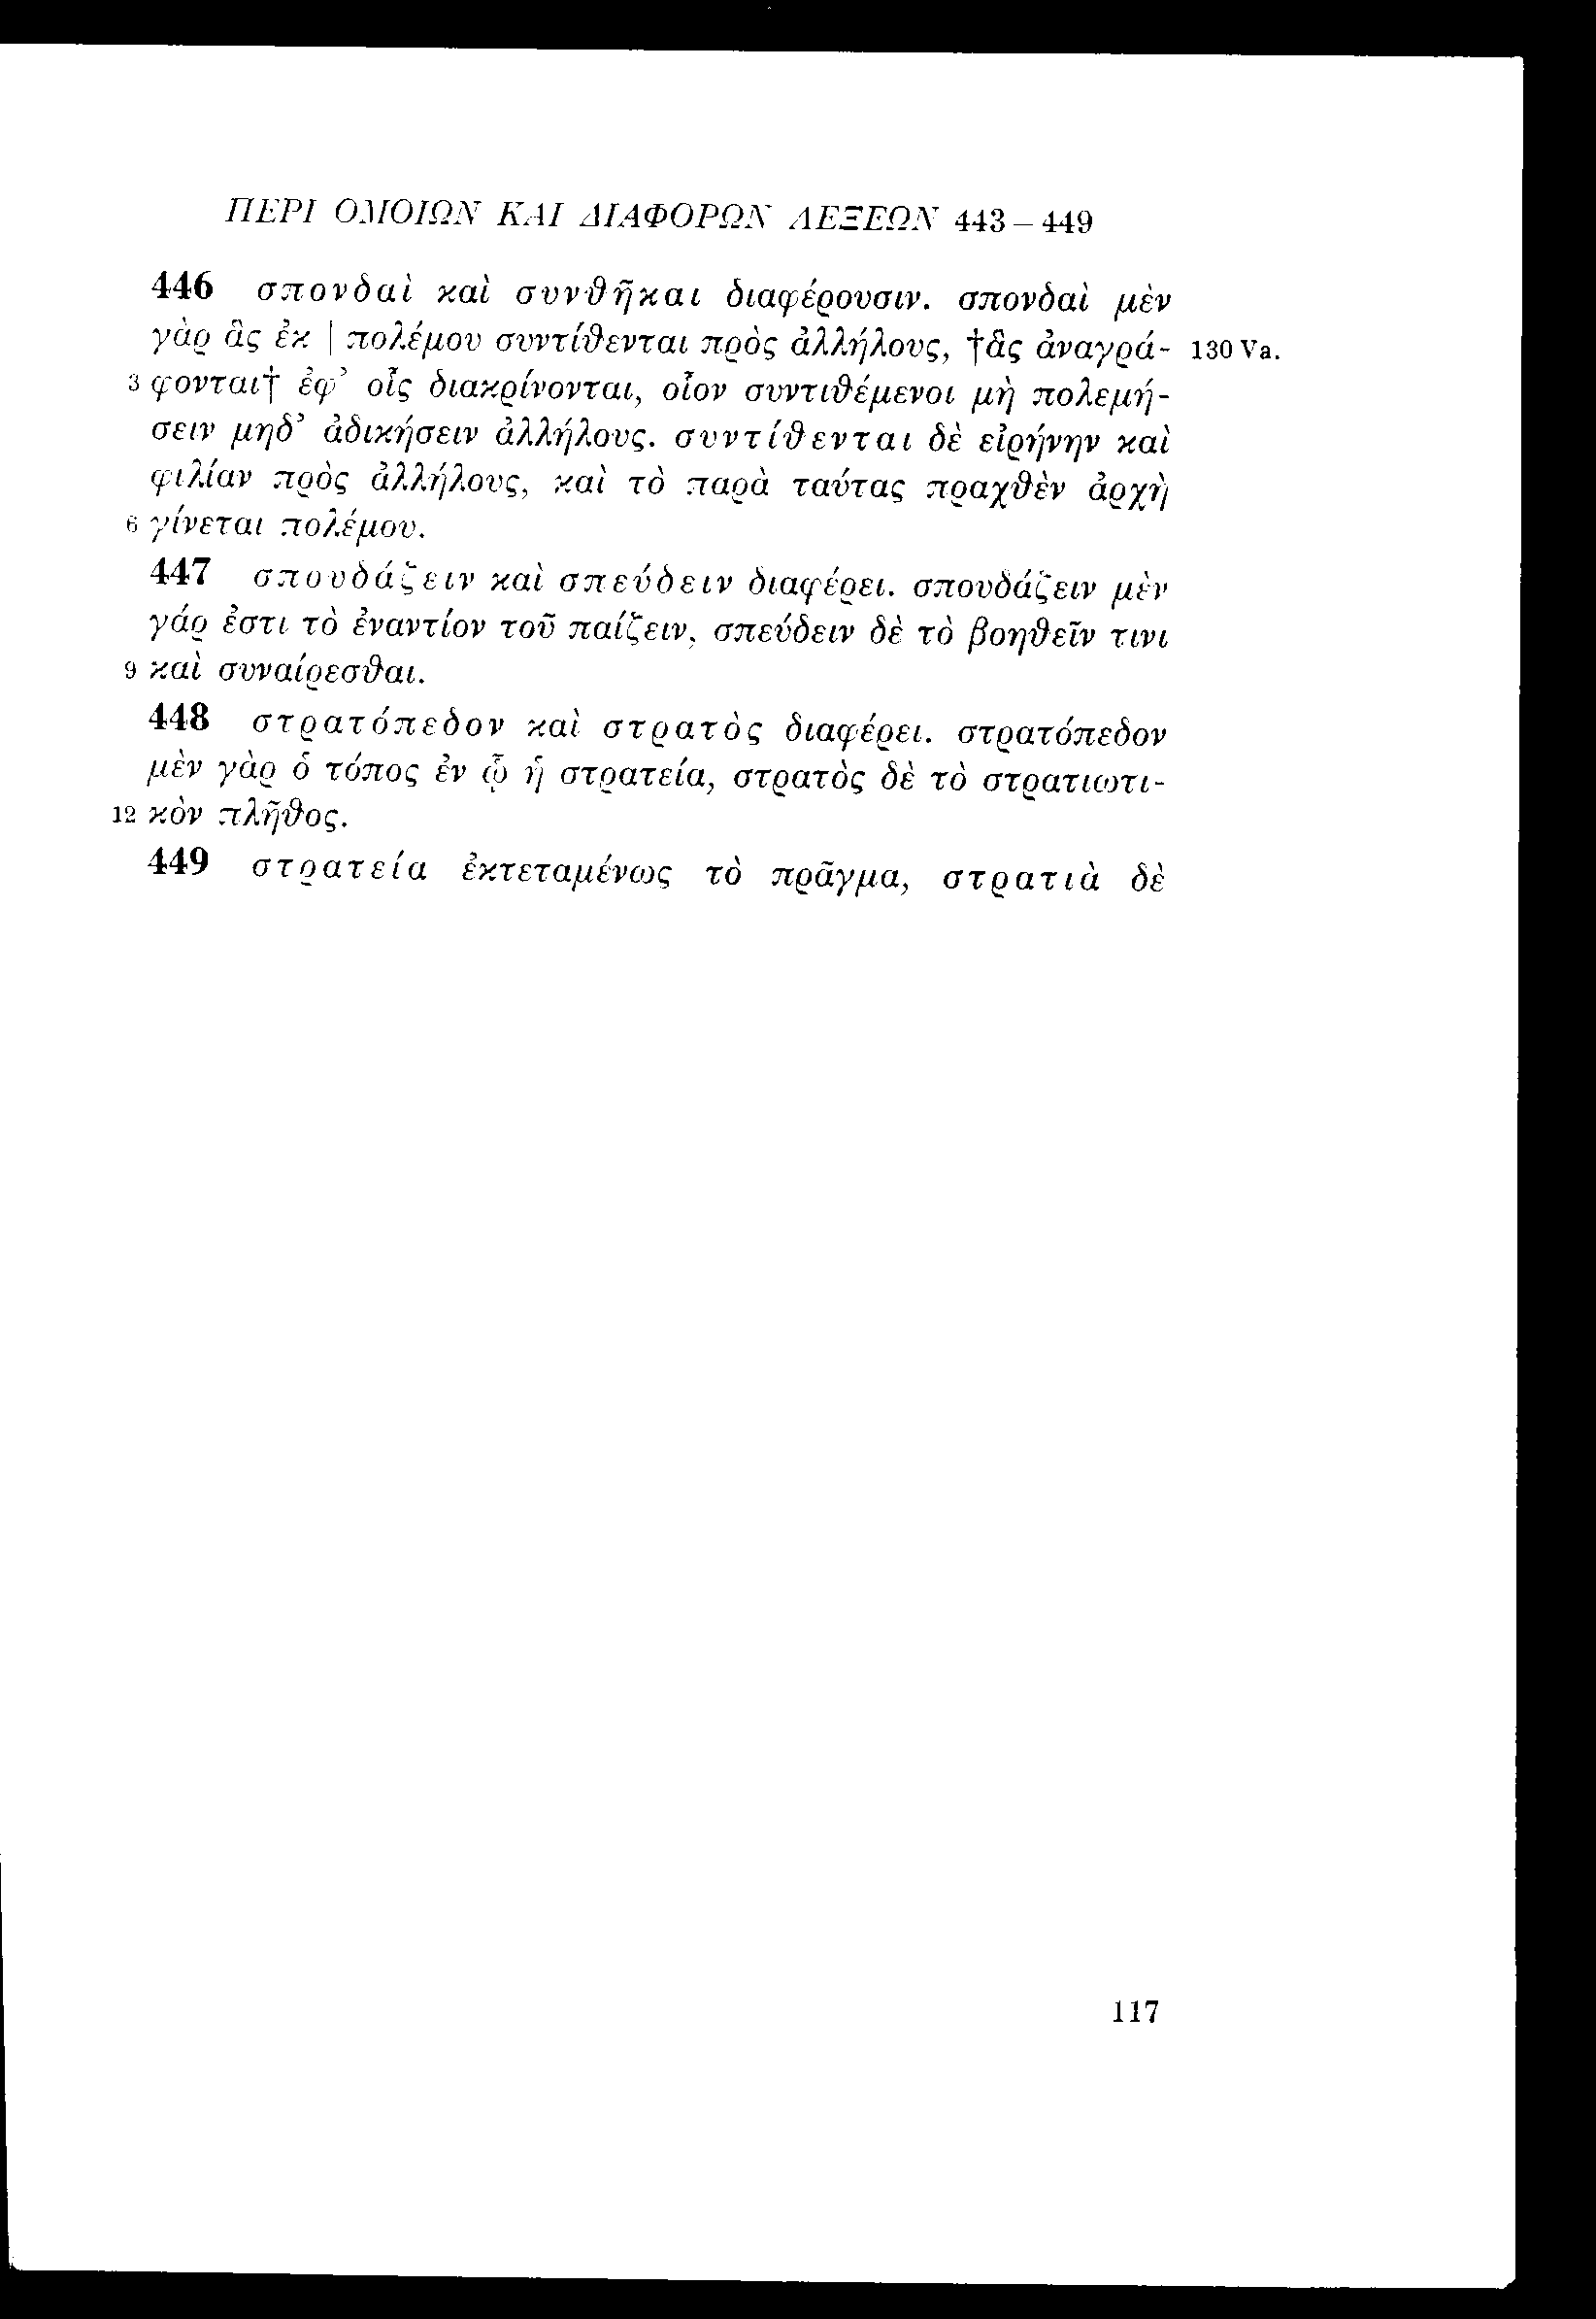 ΠΕΡΙ ΟΜΟΙΩΝ ΚΑΙ ΔΙΑΦΟΡΩΝ ΛΕΞΕΩΝ 443 – 449
446 σπονδαὶ καὶ συνθῆκαι διαφέρουσιν. σπονδαὶ μὲν
γὰρ ἃς ἐκ | πολέμου συντίθενται πρὸς ἀλλήλους, †ἃς ἀναγρά- 130 Va.
3 φονται† ἐφ’ οἷς διακρίνονται, οἷον συντιθέμενοι μὴ πολεμή-
σειν μηδ’ ἀδικήσειν ἀλλήλους. συντίθενται δὲ εἰρήνην καὶ
φιλίαν πρὸς ἀλλήλους, καὶ τὸ παρὰ ταύτας πραχθὲν ἀρχὴ
6 γίνεται πολέμου.
447 σπουδάζειν καὶ σπεύδειν διαφέρει. σπουδάζειν μὲν
γάρ ἐστι τὸ ἐναντίον τοῦ παίζειν, σπεύδειν δὲ τὸ βοηθεῖν τινι
9 καὶ συναίρεσθαι.
448 στρατόπεδον καὶ στρατὸς διαφέρει. στρατόπεδον
μὲν γὰρ ὁ τόπος ἐν ᾧ ἡ στρατεία, στρατὸς δὲ τὸ στρατιωτι-
12 κὸν πλῆθος.
449 στρατεία ἐκτεταμένως τὸ πρᾶγμα, στρατιὰ δὲ
117